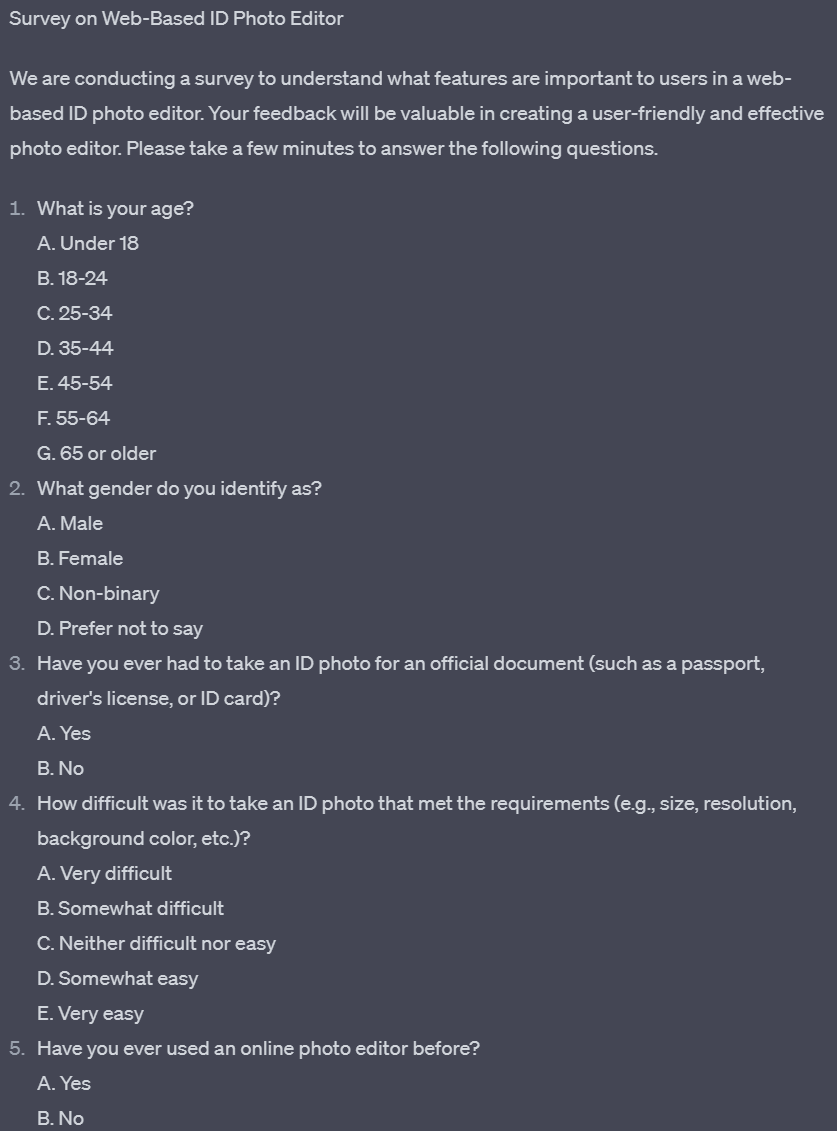 Survey on Web-Based ID Photo Editor
We are conducting a survey to understand what features are important to users in a web-
based ID photo editor. Your feedback will be valuable in creating a user-friendly and effective
photo editor. Please take a few minutes to answer the following questions.
1. What is your age?
A. Under 18
B. 18-24
C. 25-34
D. 35-44
E. 45-54
F. 55-64
G. 65 or older
2. What gender do you identify as?
A. Male
B. Female
C. Non-binary
D. Prefer not to say
3. Have you ever had to take an ID photo for an official document (such as a passport,
driver's license, or ID card)?
A. Yes
B. No
4. How difficult was it to take an ID photo that met the requirements (e.g., size, resolution,
background color, etc.)?
A. Very difficult
B. Somewhat difficult
C. Neither difficult nor easy
D. Somewhat easy
E. Very easy
5. Have you ever used an online photo editor before?
A. Yes
B. No